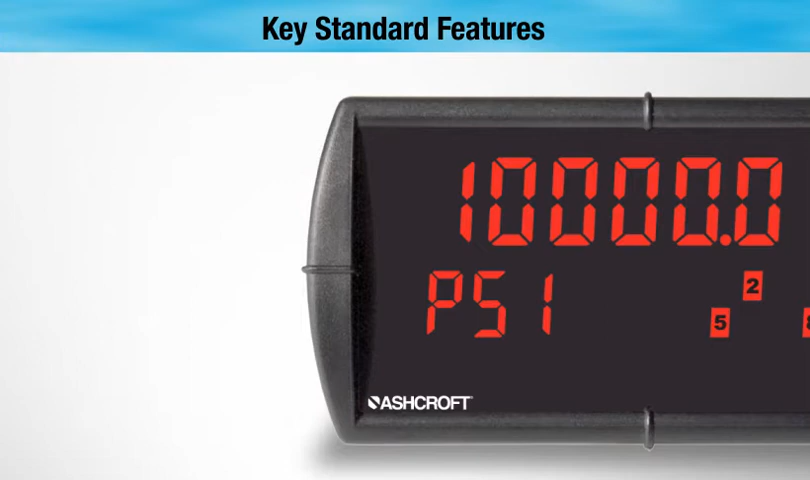 Key Standard Features
10000.0
PSI
2
5
ASHCROFT